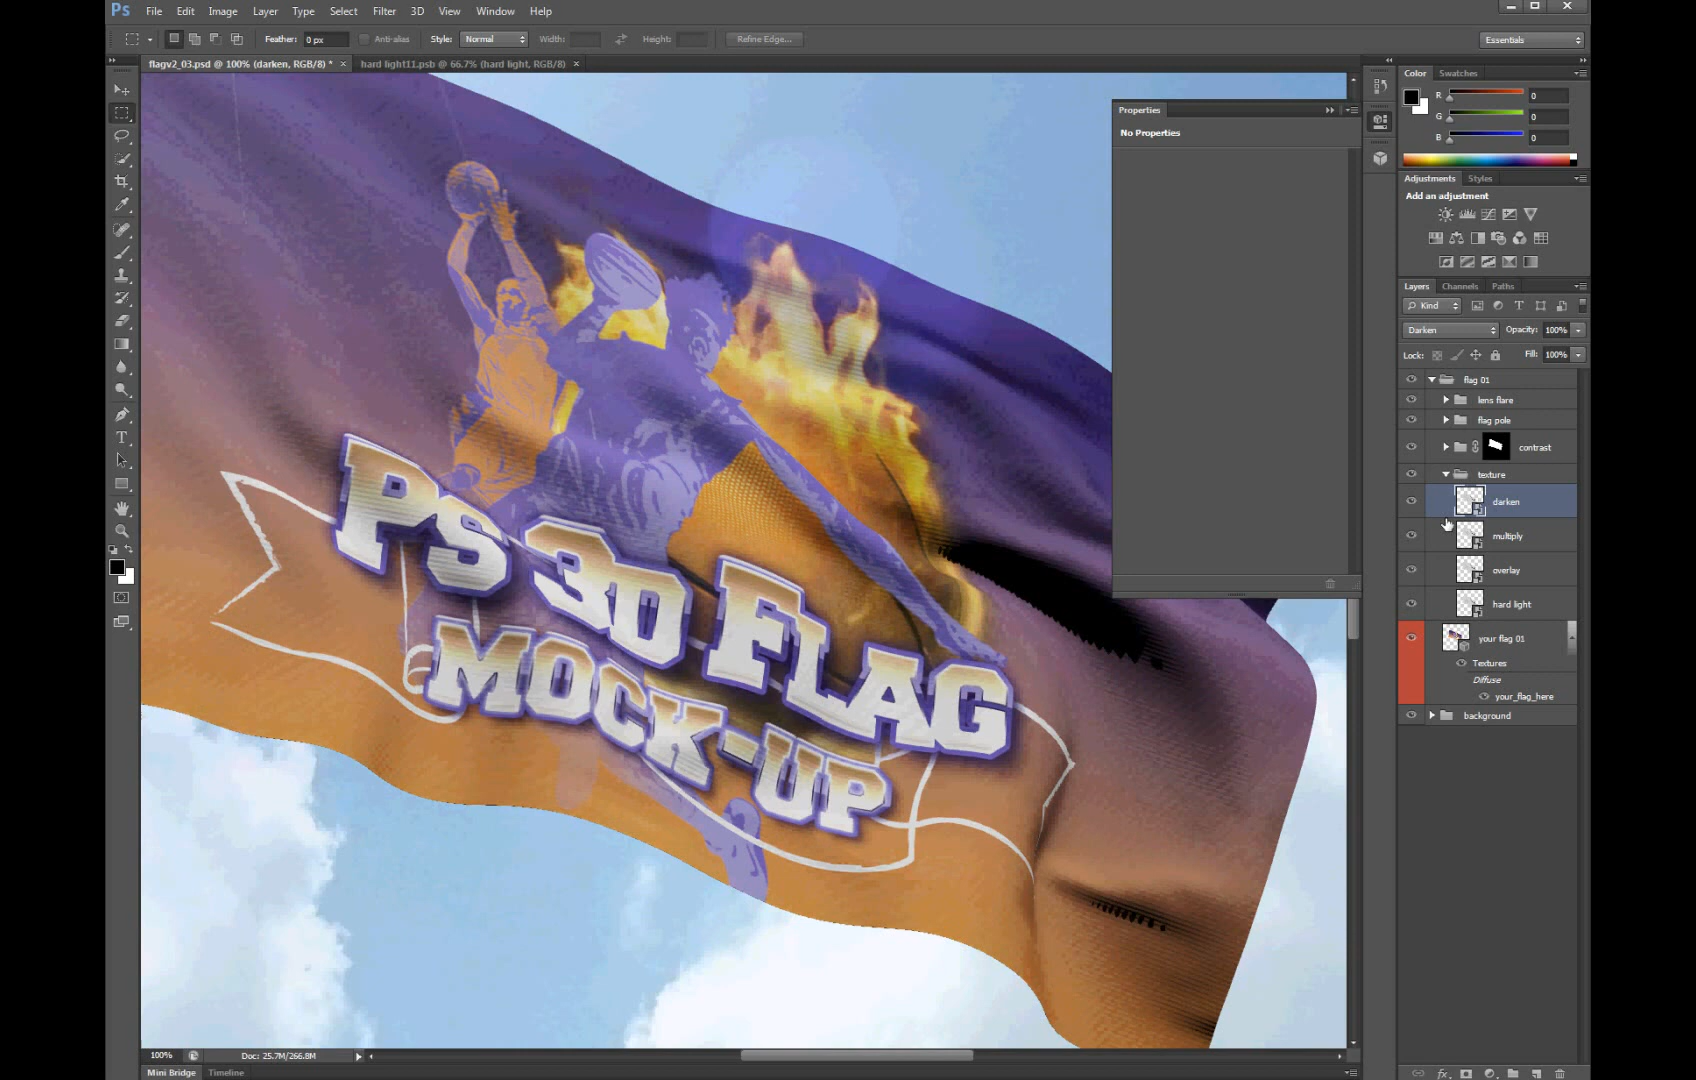 Ps File Edit Image Layer Type Select Filter 3D View Window Help
Feather: 0 px Anti-alias Style: Normal Width: Height: Refine Edge... Essentials
flagv2_03.psd @ 100% (darken, RGB/8) * × hard light11.psb @ 66.7% (hard light, RGB/8) ×
Color Swatches
R 0
G 0
B 0
Properties
No Properties
Adjustments Styles
Add an adjustment
Layers Channels Paths
Kind
Darken Opacity: 100%
Lock: Fill: 100%
flag 01
lens flare
flag pole
contrast
texture
darken
multiply
overlay
hard light
your flag 01
Textures
Diffuse
your_flag_here
background
PS 3D FLAG
MOCK-UP
100% Doc: 25.7M/266.8M
Mini Bridge Timeline